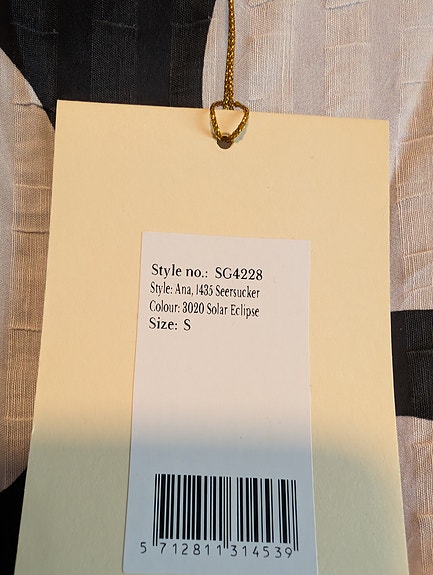 Style no.: SG4228
Style: Ana, 1435 Seersucker
Colour: 3020 Solar Eclipse
Size: S
5 712811 314539